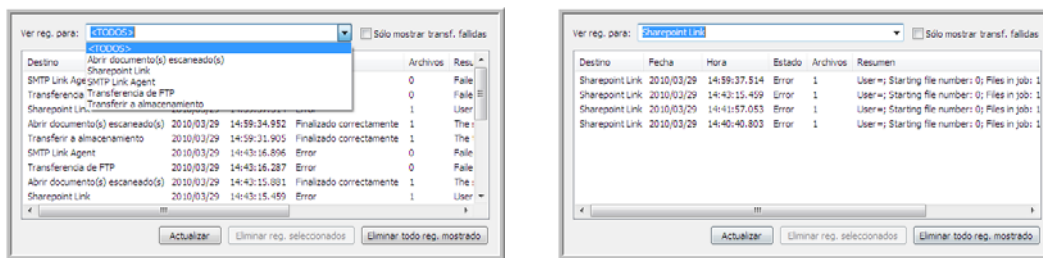 Ver reg. para: <TODOS> Sólo mostrar transf. fallidas
<TODOS>
Abrir documento(s) escaneado(s)
Sharepoint Link
SMTP Link Agent
Transferencia de FTP
Transferir a almacenamiento
Destino Archivos Resu
SMTP Link Age 0 Faile
Transferencia 0 Faile
Sharepoint Lin 1 User
Abrir documento(s) escaneado(s) 2010/03/29 14:59:34.952 Finalizado correctamente 1 The
Transferir a almacenamiento 2010/03/29 14:59:31.905 Finalizado correctamente 1 The
SMTP Link Agent 2010/03/29 14:43:16.896 Error 0 Faile
Transferencia de FTP 2010/03/29 14:43:16.287 Error 0 Faile
Abrir documento(s) escaneado(s) 2010/03/29 14:43:15.881 Finalizado correctamente 1 The
Sharepoint Link 2010/03/29 14:43:15.459 Error 1 User
Actualizar Eliminar reg. seleccionados Eliminar todo reg. mostrado
Ver reg. para: Sharepoint Link Sólo mostrar transf. fallidas
Destino Fecha Hora Estado Archivos Resumen
Sharepoint Link 2010/03/29 14:59:37.514 Error 1 User=; Starting file number: 0; Files in job: 1
Sharepoint Link 2010/03/29 14:43:15.459 Error 1 User=; Starting file number: 0; Files in job: 1
Sharepoint Link 2010/03/29 14:41:57.053 Error 1 User=; Starting file number: 0; Files in job: 1
Sharepoint Link 2010/03/29 14:40:40.803 Error 1 User=; Starting file number: 0; Files in job: 1
Actualizar Eliminar reg. seleccionados Eliminar todo reg. mostrado